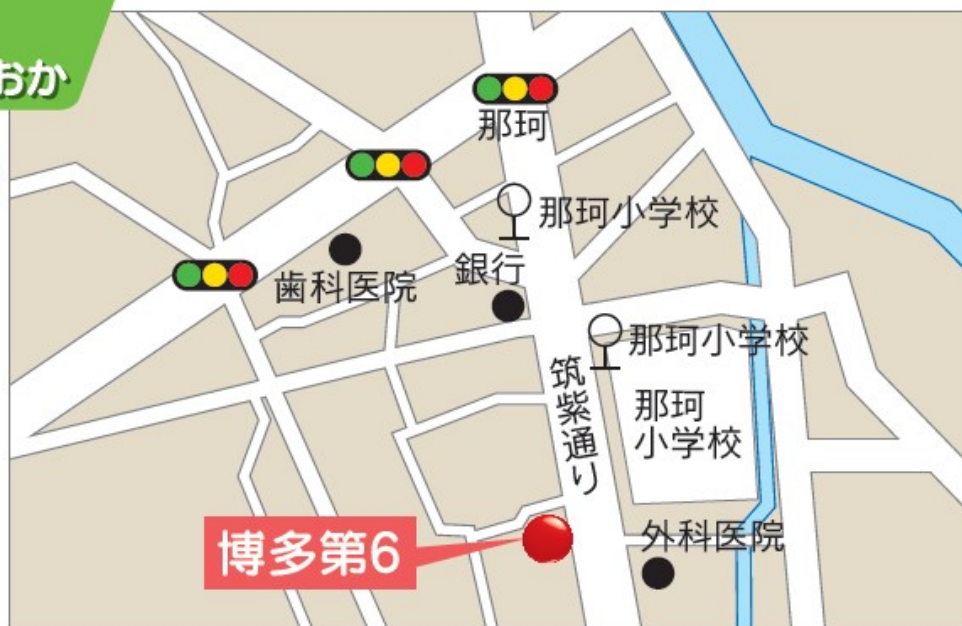 おか
那珂
那珂小学校
銀行
歯科医院
那珂小学校
筑紫通り
那珂
小学校
外科医院
博多第6